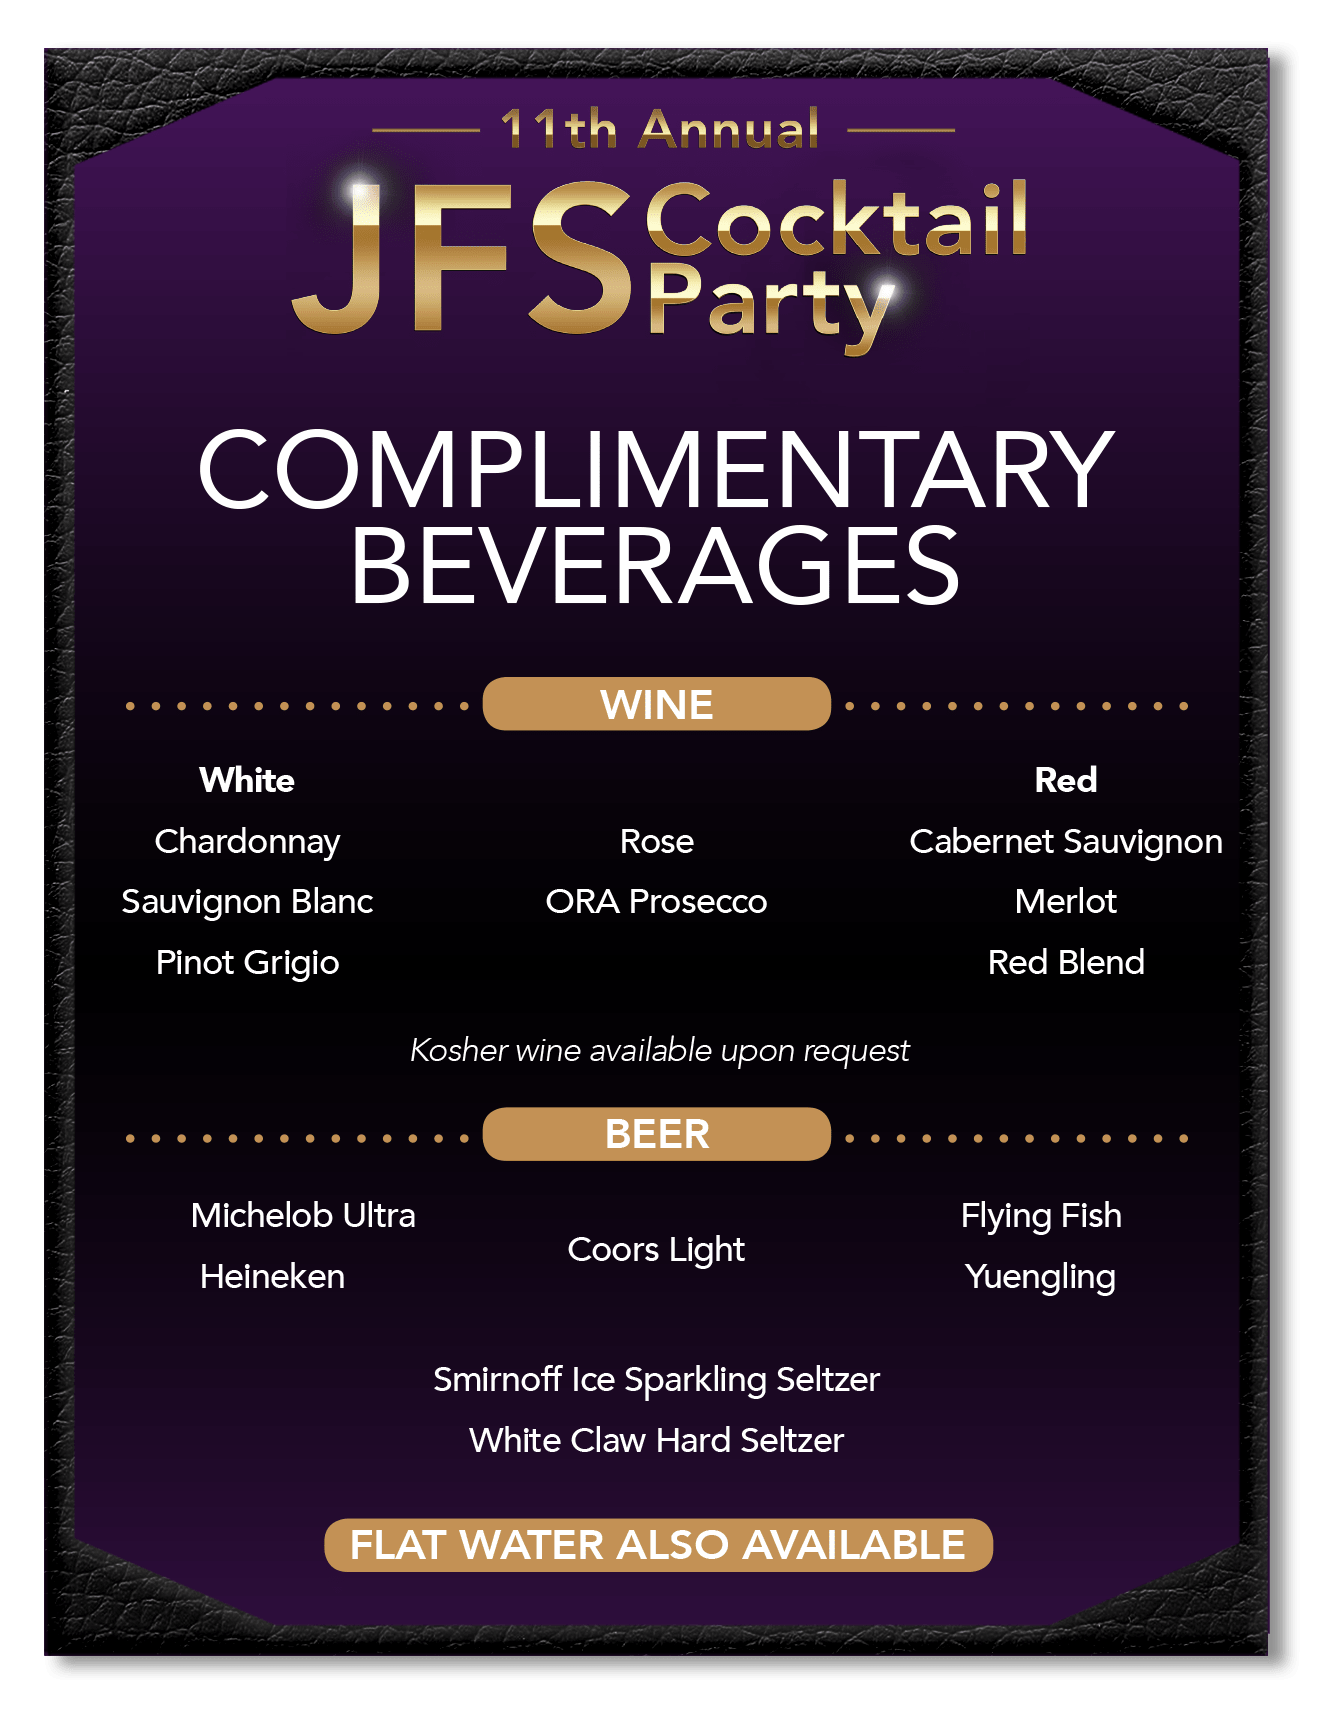 11th Annual
JFS Cocktail
Party
COMPLIMENTARY
BEVERAGES
WINE
White
Chardonnay
Sauvignon Blanc
Pinot Grigio
Rose
ORA Prosecco
Red
Cabernet Sauvignon
Merlot
Red Blend
Kosher wine available upon request
BEER
Michelob Ultra
Heineken
Coors Light
Flying Fish
Yuengling
Smirnoff Ice Sparkling Seltzer
White Claw Hard Seltzer
FLAT WATER ALSO AVAILABLE